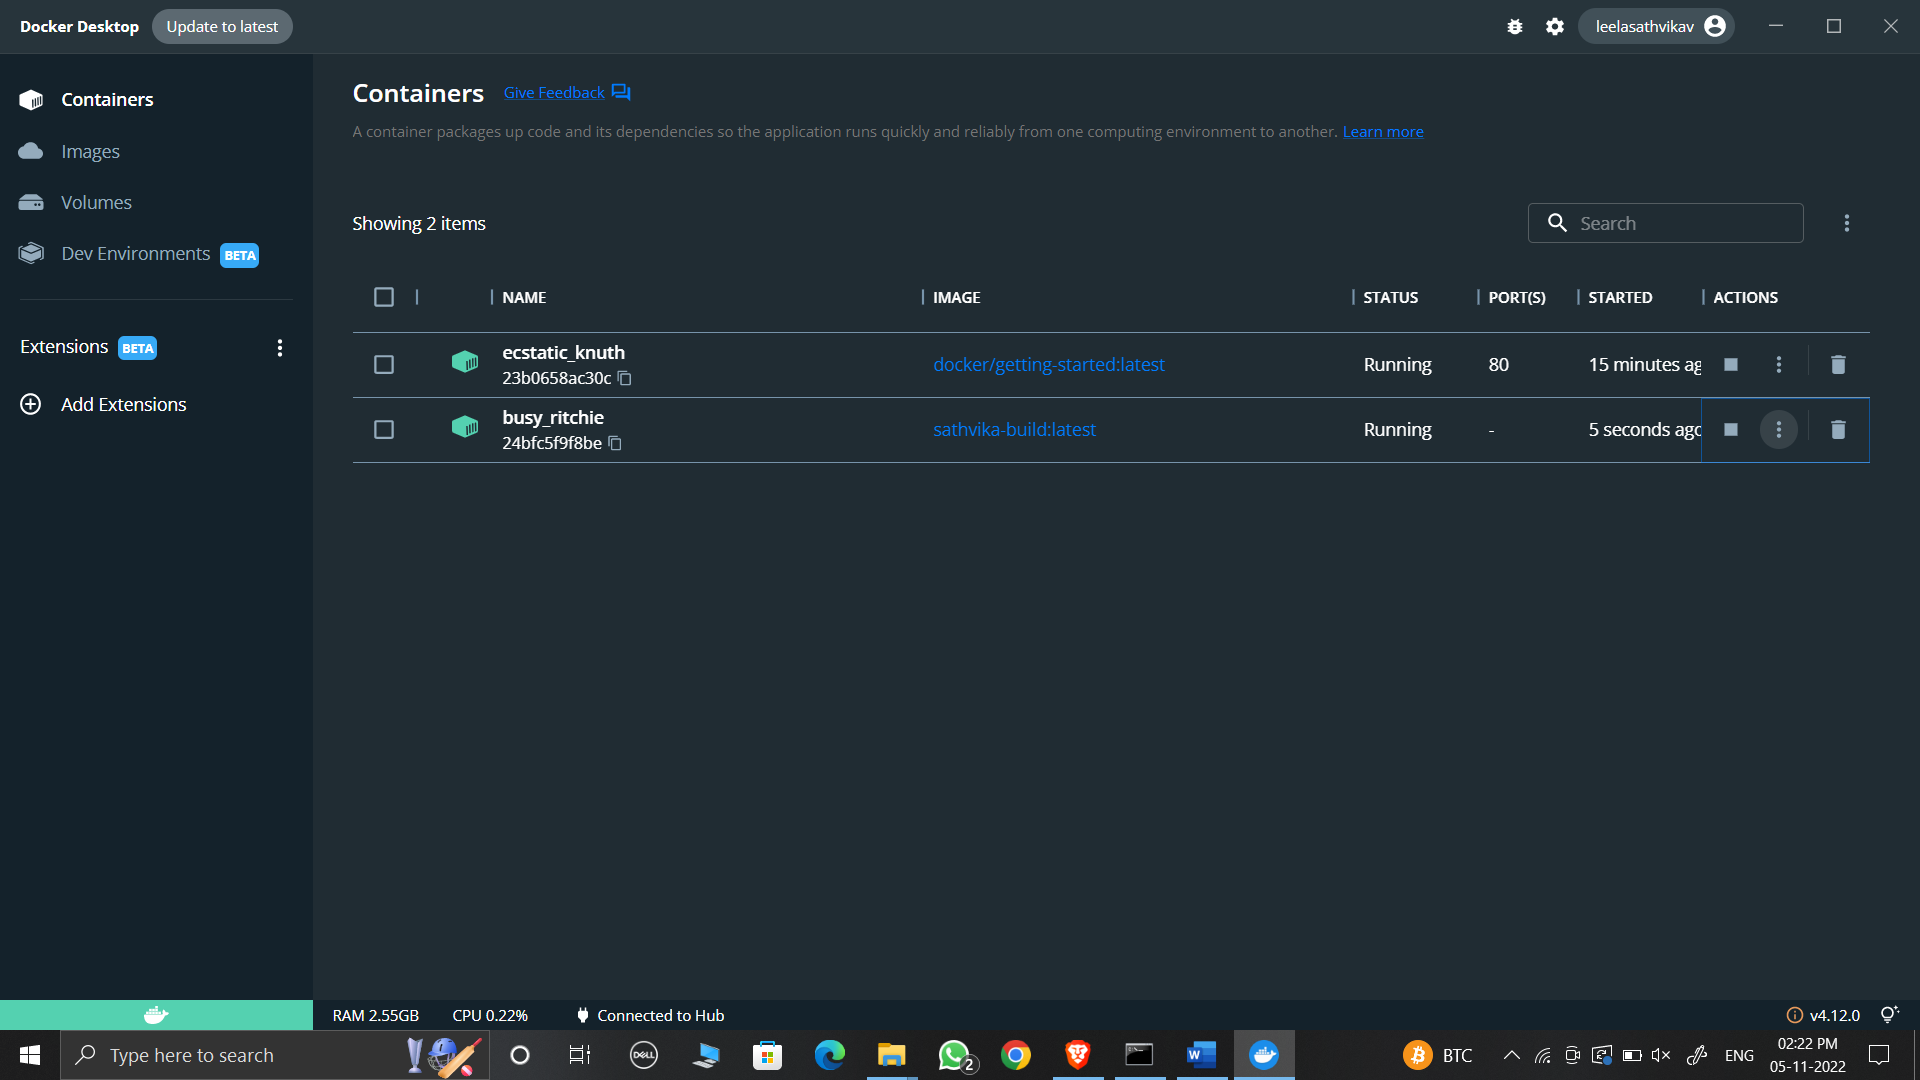 Docker Desktop Update to latest leelasathvikav
Containers
Images
Volumes
Dev Environments BETA
Extensions BETA
Add Extensions
Containers Give Feedback
A container packages up code and its dependencies so the application runs quickly and reliably from one computing environment to another. Learn more
Showing 2 items Search
NAME IMAGE STATUS PORT(S) STARTED ACTIONS
ecstatic_knuth
23b0658ac30c docker/getting-started:latest Running 80 15 minutes ag
busy_ritchie
24bfc5f9f8be sathvika-build:latest Running - 5 seconds ago
RAM 2.55GB CPU 0.22% Connected to Hub v4.12.0
Type here to search DELL 2 BTC ENG 02:22 PM
05-11-2022